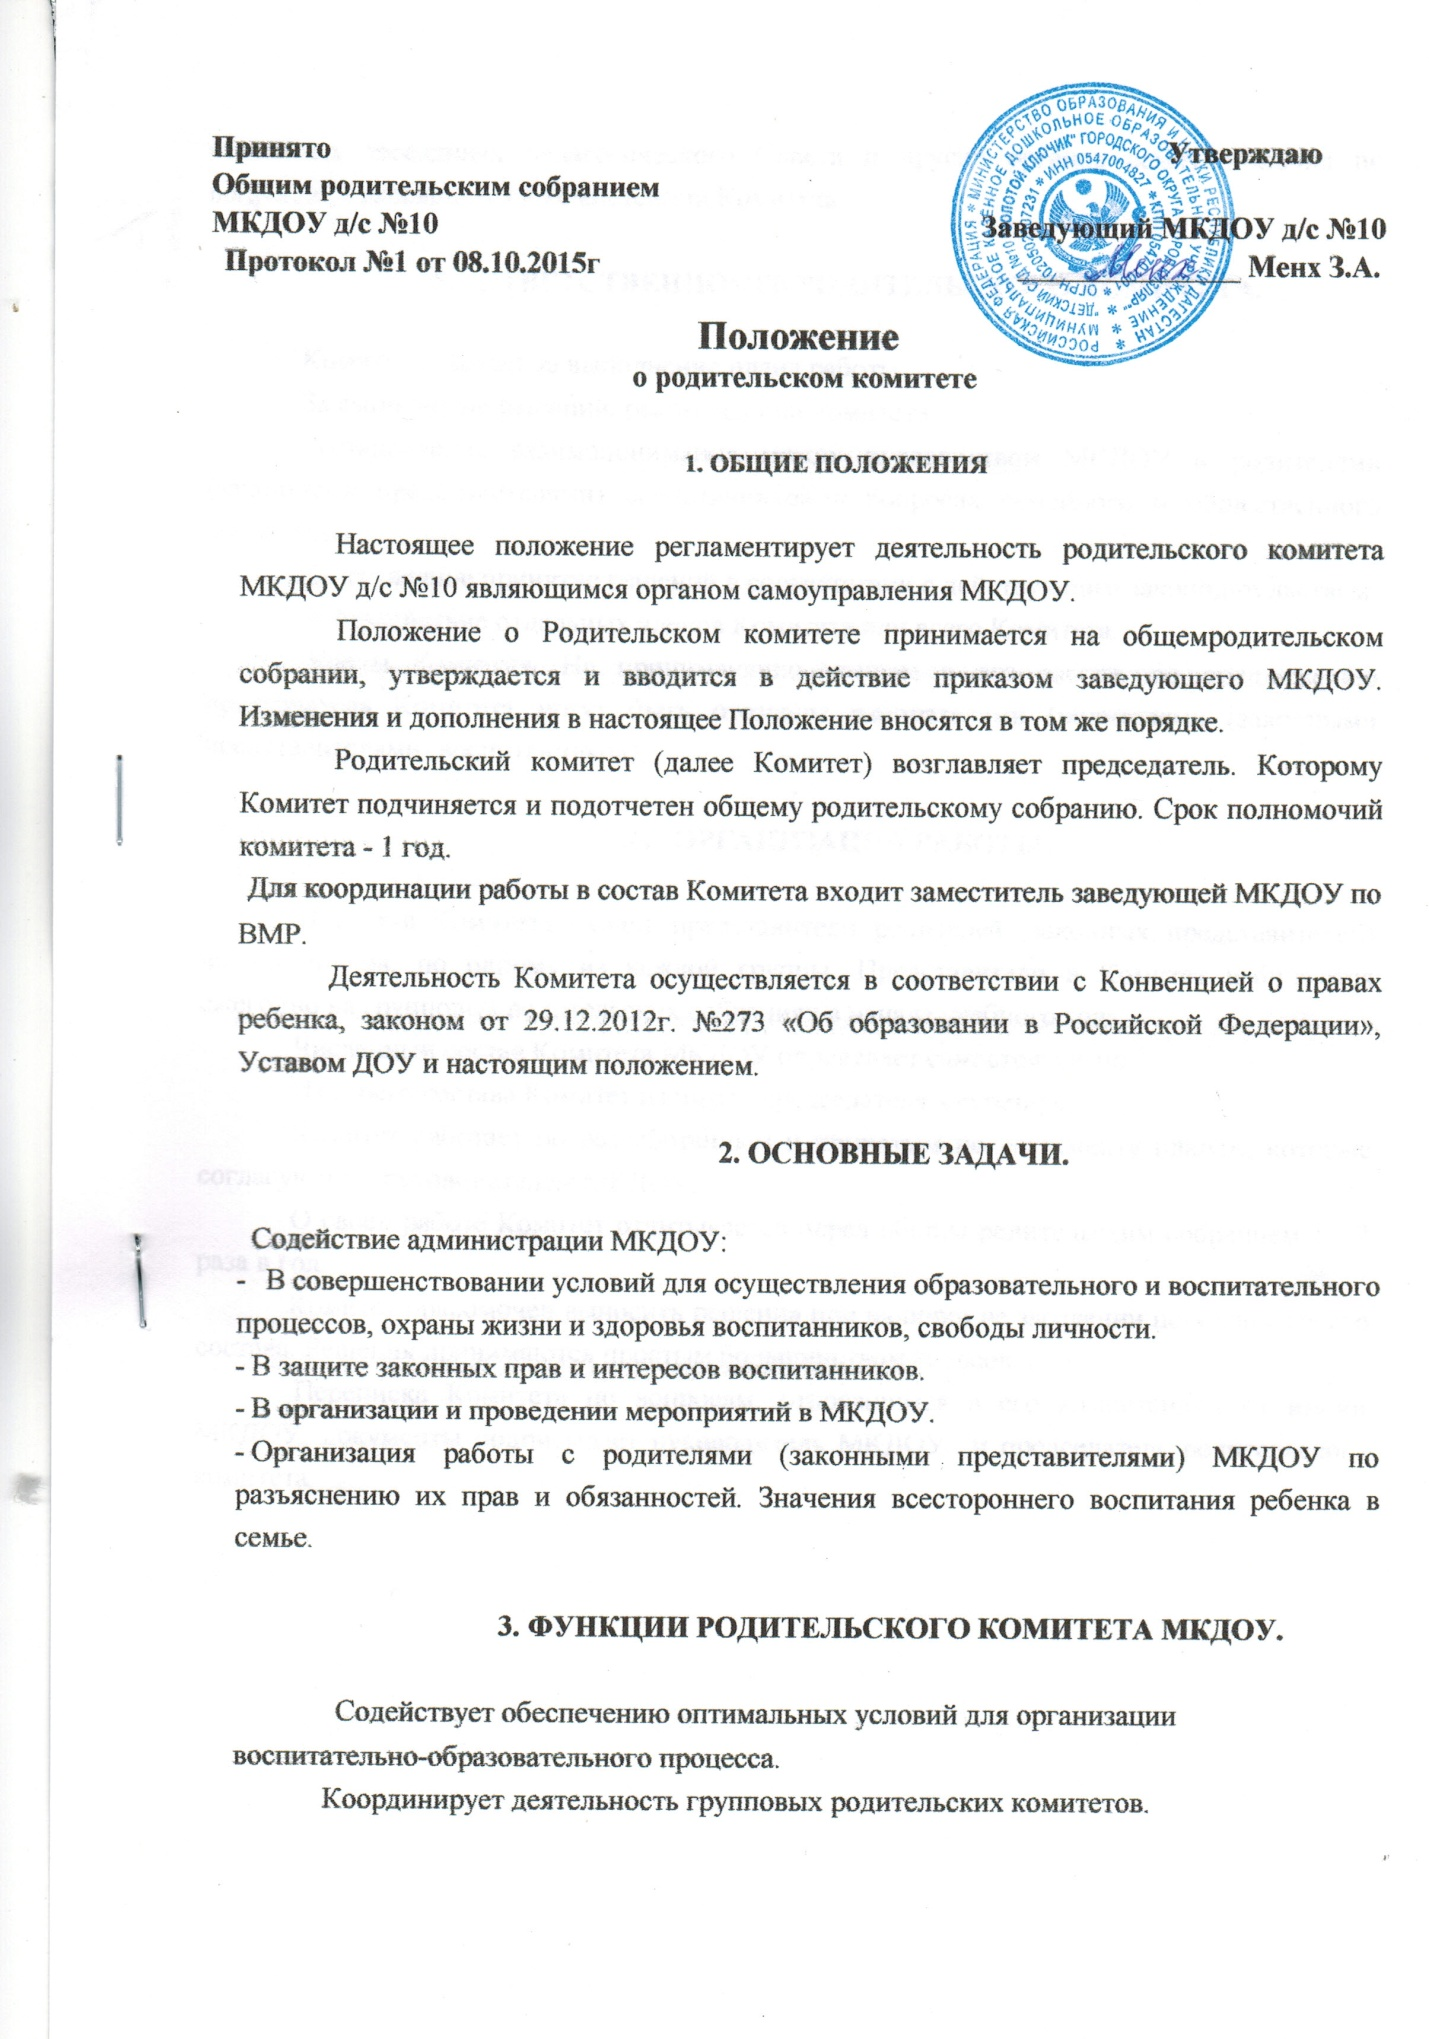 Принято
Утверждаю
Общим родительским собранием
МКДОУ д/с №10
Заведующий МКДОУ д/с №10
Протокол №1 от 08.10.2015г
Менх З.А.
Положение
о родительском комитете
1. ОБЩИЕ ПОЛОЖЕНИЯ
Настоящее положение регламентирует деятельность родительского комитета
МКДОУ д/с №10 являющимся органом самоуправления МКДОУ.
Положение о Родительском комитете принимается на общемродительском
собрании, утверждается и вводится в действие приказом заведующего МКДОУ.
Изменения и дополнения в настоящее Положение вносятся в том же порядке.
Родительский комитет (далее Комитет) возглавляет председатель. Которому
Комитет подчиняется и подотчетен общему родительскому собранию. Срок полномочий
комитета - 1 год.
Для координации работы в состав Комитета входит заместитель заведующей МКДОУ по
ВМР.
Деятельность Комитета осуществляется в соответствии с Конвенцией о правах
ребенка, законом от 29.12.2012г. №273 «Об образовании в Российской Федерации»,
Уставом ДОУ и настоящим положением.
2. ОСНОВНЫЕ ЗАДАЧИ.
Содействие администрации МКДОУ:
- В совершенствовании условий для осуществления образовательного и воспитательного
процессов, охраны жизни и здоровья воспитанников, свободы личности.
- В защите законных прав и интересов воспитанников.
- В организации и проведении мероприятий в МКДОУ.
- Организация работы с родителями (законными представителями) МКДОУ по
разъяснению их прав и обязанностей. Значения всестороннего воспитания ребенка в
семье.
3. ФУНКЦИИ РОДИТЕЛЬСКОГО КОМИТЕТА МКДОУ.
Содействует обеспечению оптимальных условий для организации
воспитательно-образовательного процесса.
Координирует деятельность групповых родительских комитетов.